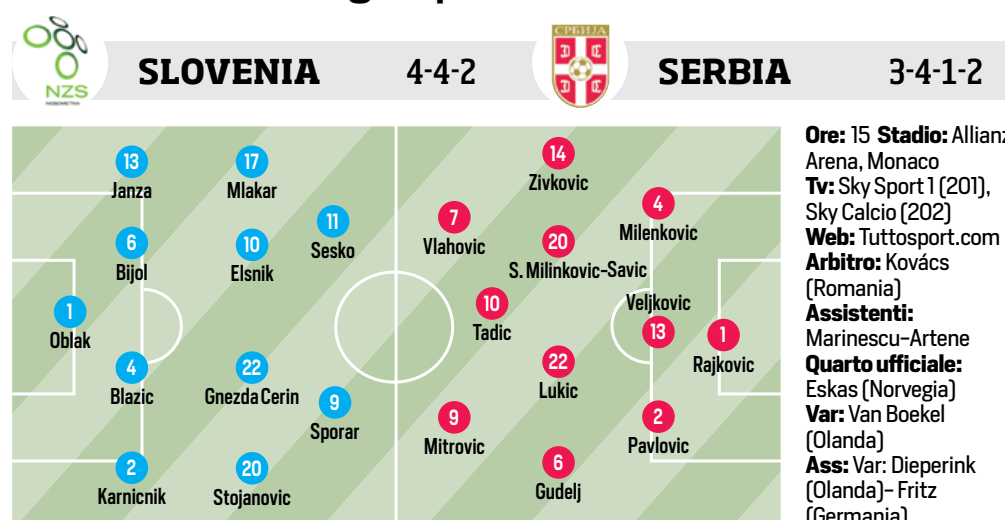 NZS
NOGOMETNA
SLOVENIA 4-4-2
СРБИЈА
SERBIA 3-4-1-2
13
Janza
17
Mlakar
11
Sesko
6
Bijol
10
Elsnik
1
Oblak
4
Blazic
22
Gnezda Cerin
9
Sporar
2
Karnicnik
20
Stojanovic
14
Zivkovic
7
Vlahovic
4
Milenkovic
20
S. Milinkovic-Savic
10
Tadic
Veljkovic
13
1
Rajkovic
22
Lukic
9
Mitrovic
2
Pavlovic
6
Gudelj
Ore: 15 Stadio: Allianz
Arena, Monaco
Tv: Sky Sport 1 (201),
Sky Calcio (202)
Web: Tuttosport.com
Arbitro: Kovács
(Romania)
Assistenti:
Marinescu-Artene
Quarto ufficiale:
Eskas (Norvegia)
Var: Van Boekel
(Olanda)
Ass: Var: Dieperink
(Olanda)- Fritz
(Germania)